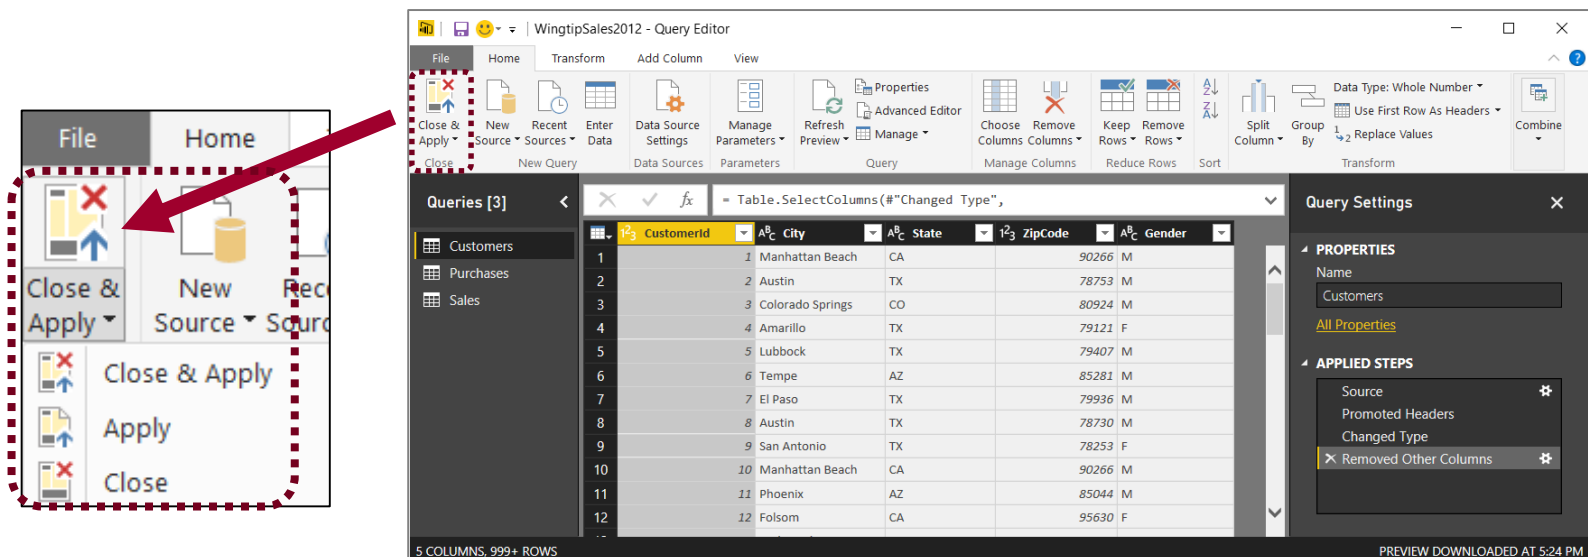 File Home
Close & Apply
New Source
Rece
Sourc
Close & Apply
Apply
Close
WingtipSales2012 - Query Editor
File Home Transform Add Column View
Close & Apply
New Source
Recent Sources
Enter Data
Data Source Settings
Manage Parameters
Refresh Preview
Properties
Advanced Editor
Manage
Choose Columns
Remove Columns
Keep Rows
Remove Rows
Split Column
Group By
Data Type: Whole Number
Use First Row As Headers
Replace Values
Combine
Close New Query Data Sources Parameters Query Manage Columns Reduce Rows Sort Transform
Queries [3]
Customers
Purchases
Sales
fx = Table.SelectColumns(#"Changed Type",
1 2 3 CustomerId A B C City A B C State 1 2 3 ZipCode A B C Gender
1 1 Manhattan Beach CA 90266 M
2 2 Austin TX 78753 M
3 3 Colorado Springs CO 80924 M
4 4 Amarillo TX 79121 F
5 5 Lubbock TX 79407 M
6 6 Tempe AZ 85281 M
7 7 El Paso TX 79936 M
8 8 Austin TX 78730 M
9 9 San Antonio TX 78253 F
10 10 Manhattan Beach CA 90266 M
11 11 Phoenix AZ 85044 M
12 12 Folsom CA 95630 F
Query Settings
PROPERTIES
Name
Customers
All Properties
APPLIED STEPS
Source
Promoted Headers
Changed Type
Removed Other Columns
5 COLUMNS, 999+ ROWS
PREVIEW DOWNLOADED AT 5:24 PM